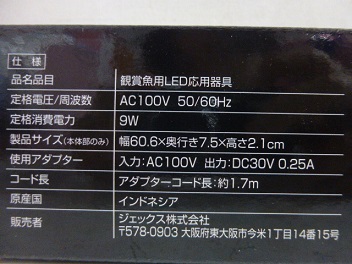 仕様
品名品目 観賞魚用LED応用器具
定格電圧/周波数 AC100V 50/60Hz
定格消費電力 9W
製品サイズ(本体部のみ) 幅60.6×奥行き7.5×高さ2.1cm
使用アダプター 入力:AC100V 出力:DC30V 0.25A
コード長 アダプターコード長:約1.7m
原産国 インドネシア
販売者 ジェックス株式会社
〒578-0903 大阪府東大阪市今米1丁目14番15号